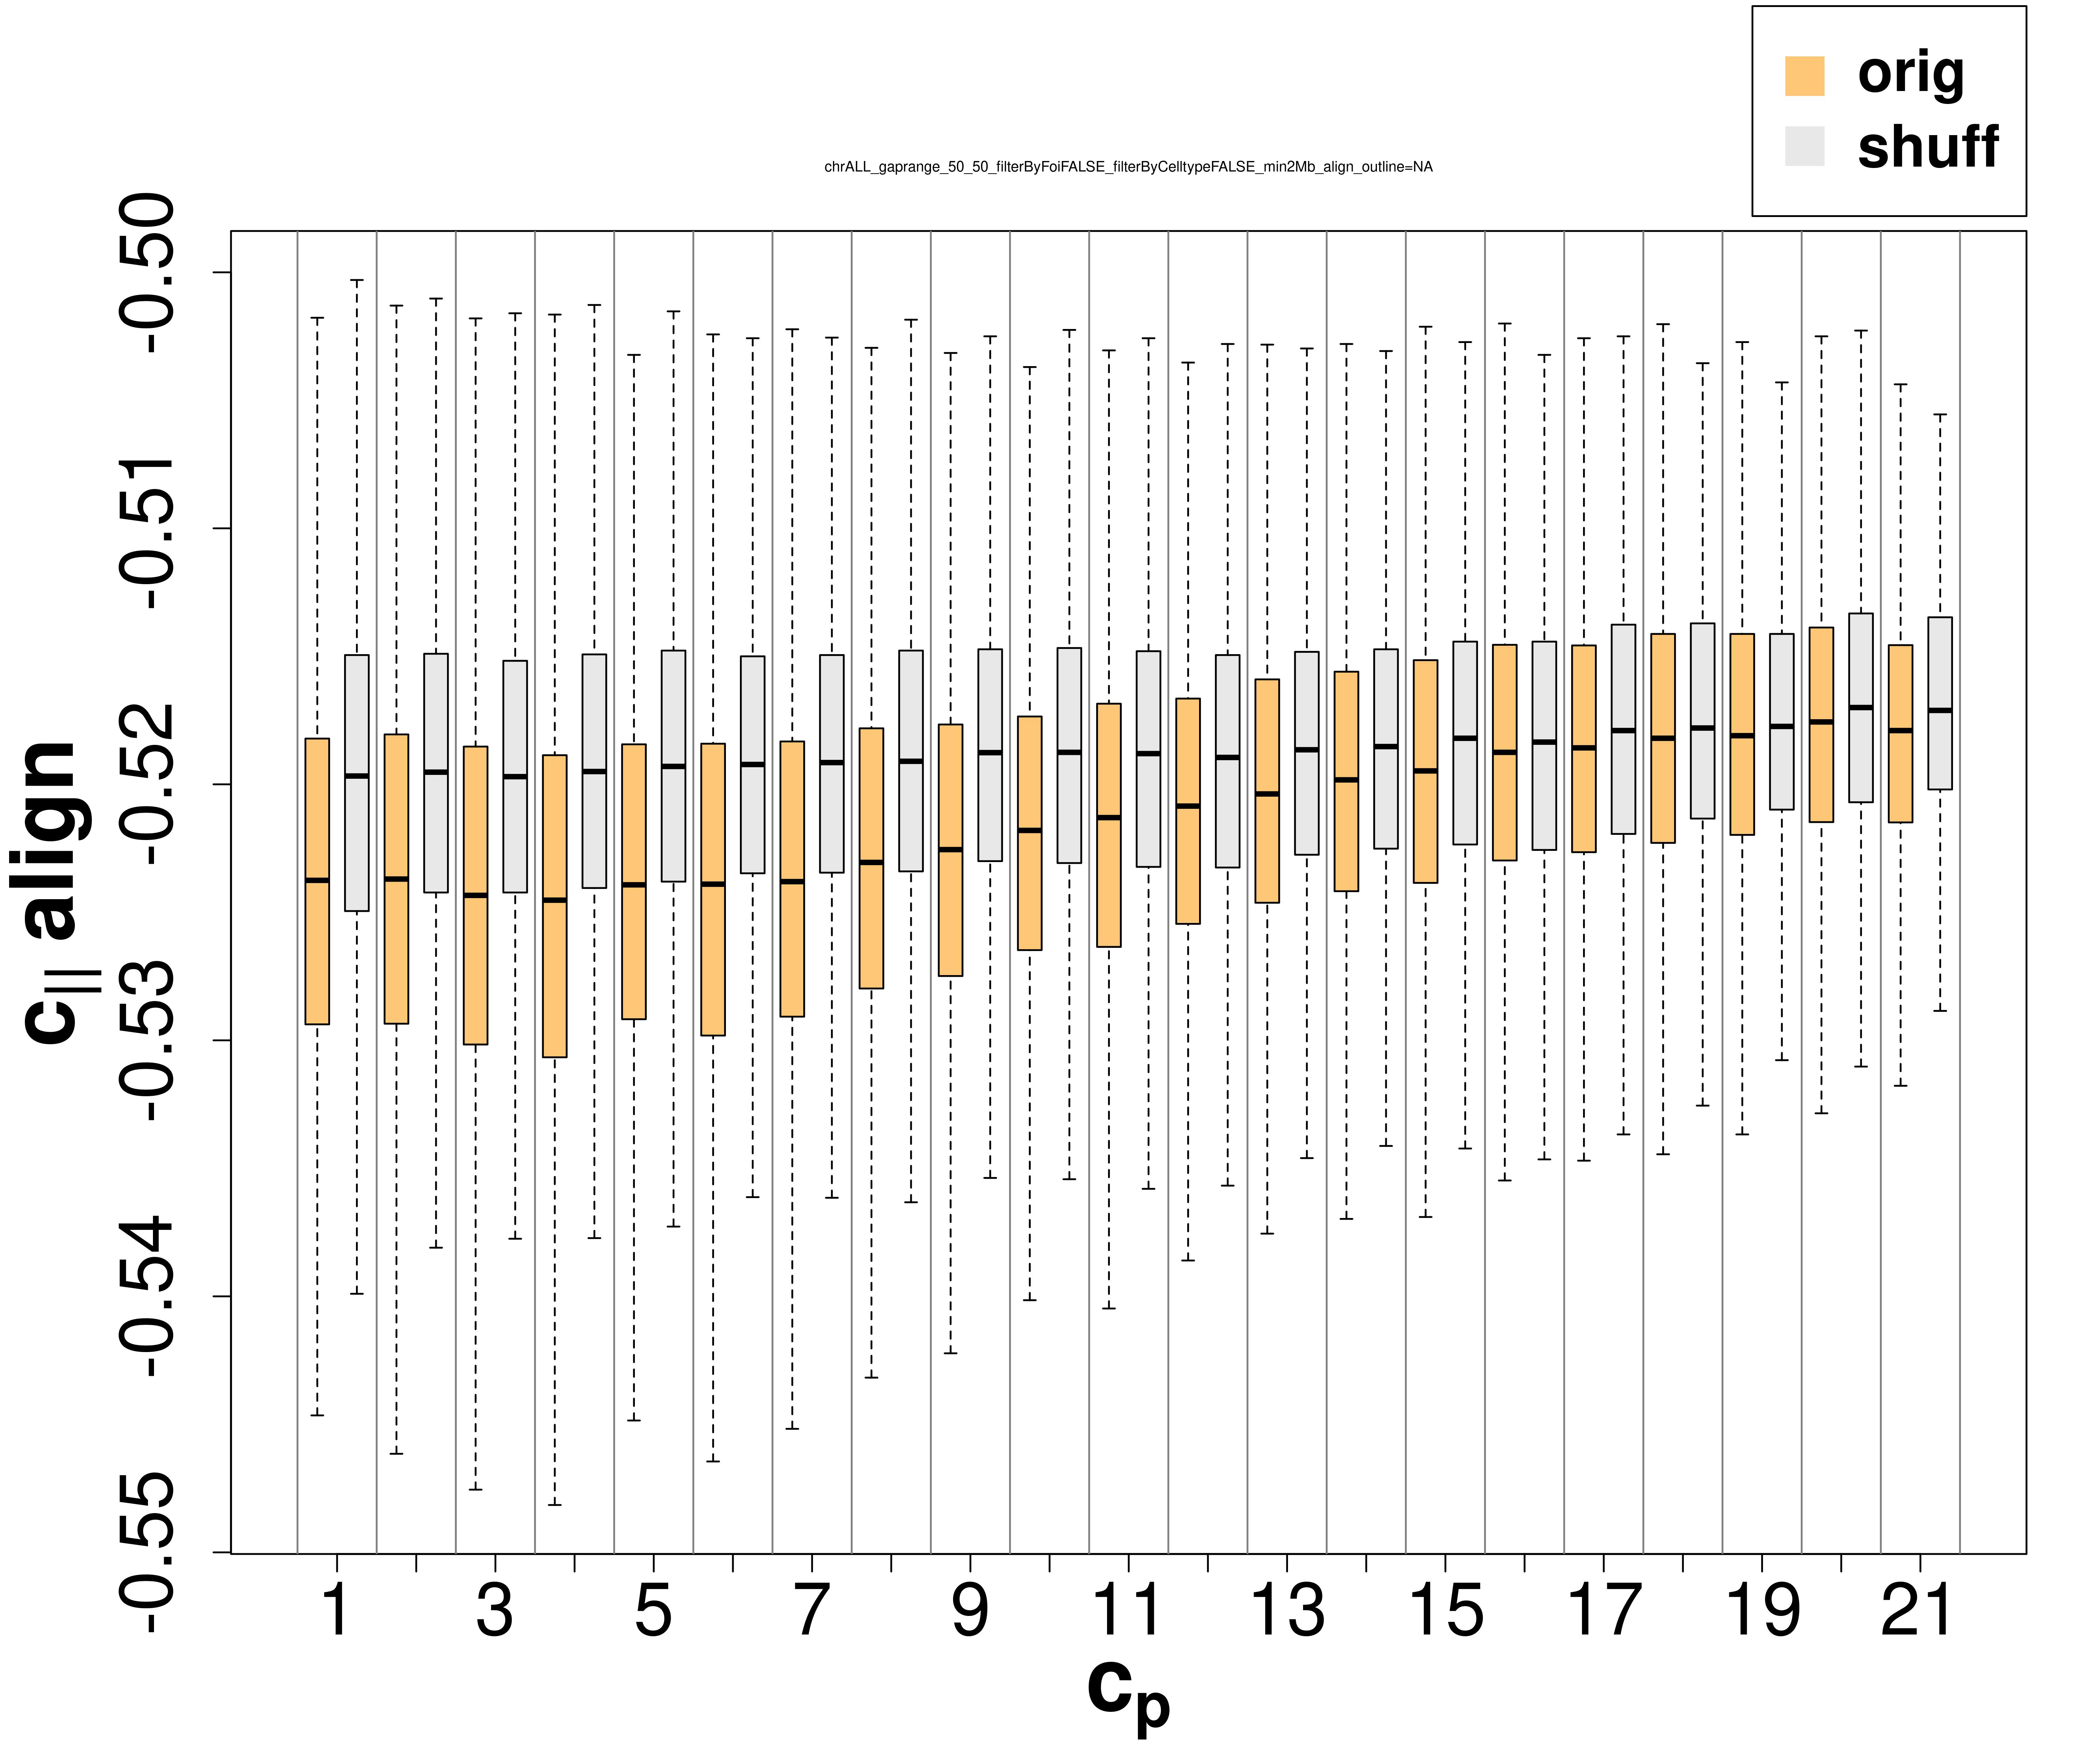 orig
shuff
chrALL_gaprange_50_50_filterByFoiFALSE_filterByCelltypeFALSE_min2Mb_align_outline=NA
c|| align
-0.50
-0.51
-0.52
-0.53
-0.54
-0.55
1 3 5 7 9 11 13 15 17 19 21
cp